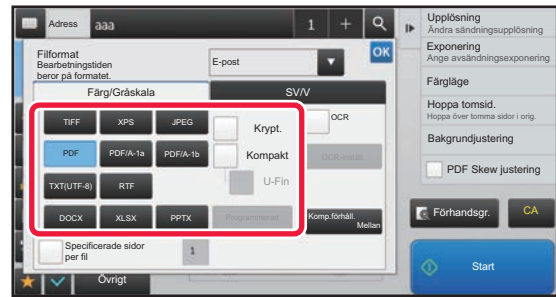 Adress
aaa
1
Filformat
Bearbetningstiden
beror på formatet.
E-post
OK
Färg/Gråskala
SV/V
TIFF
XPS
JPEG
Krypt.
OCR
PDF
PDF/A-1a
PDF/A-1b
Kompakt
OCR-inställ.
TXT(UTF-8)
RTF
U-Fin
DOCX
XLSX
PPTX
Komp.förhåll.
Mellan
Specificerade sidor
per fil
1
Övrigt
Upplösning
Ändra sändningsupplösning
Exponering
Ange avsändningsexponering
Färgläge
Hoppa tomsid.
Hoppa över tomma sidor i orig.
Bakgrundjustering
PDF Skew justering
Förhandsgr.
CA
Start